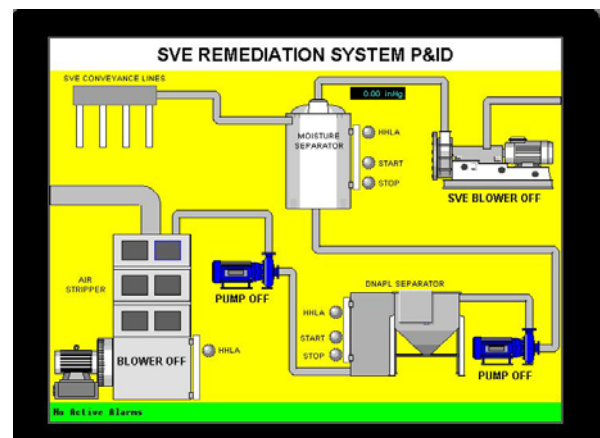 SVE REMEDIATION SYSTEM P&ID
SVE CONVEYANCE LINES
0.00 inHg
MOISTURE
SEPARATOR
HHLA
START
STOP
SVE BLOWER OFF
AIR
STRIPPER
PUMP OFF
DNAPL SEPARATOR
HHLA
START
STOP
BLOWER OFF
HHLA
PUMP OFF
No Active Alarms